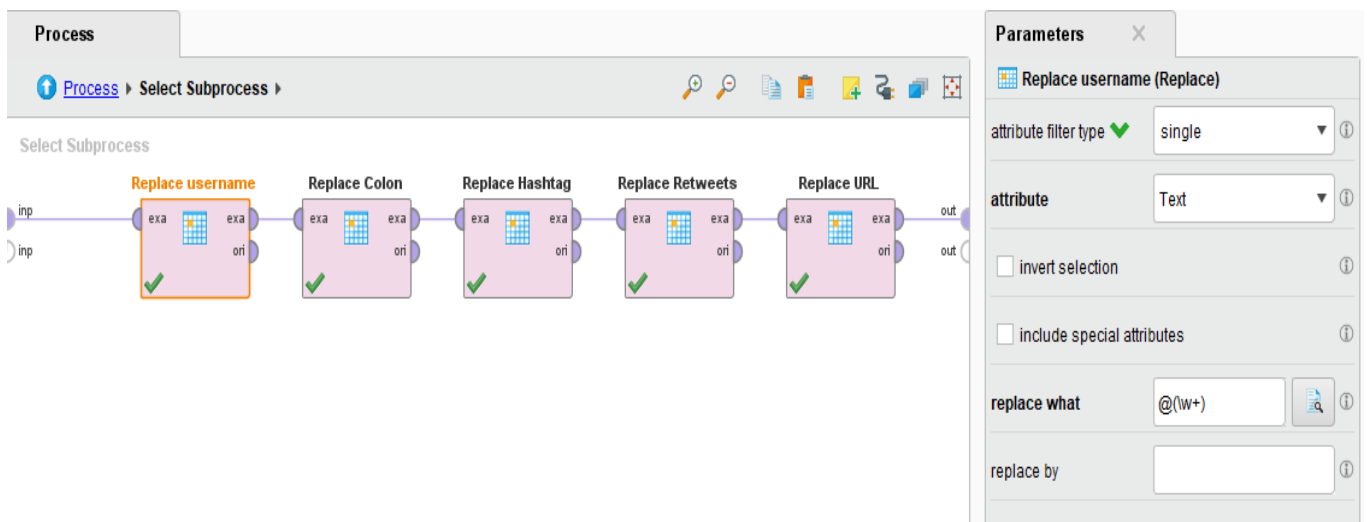 Process
Process Select Subprocess
Select Subprocess
Replace username Replace Colon Replace Hashtag Replace Retweets Replace URL
inp exa exa exa exa exa exa exa exa exa exa out
inp ori ori ori ori ori out
Parameters
Replace username (Replace)
attribute filter type single
attribute Text
invert selection
include special attributes
replace what @(\w+)
replace by